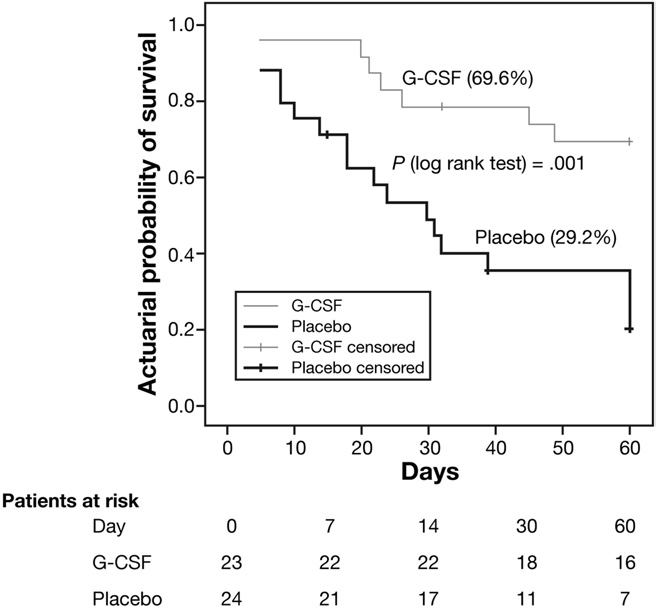 Actuarial probability of survival
1.0
0.8
0.6
0.4
0.2
0.0
G-CSF (69.6%)
P (log rank test) = .001
Placebo (29.2%)
G-CSF
Placebo
G-CSF censored
Placebo censored
0 10 20 30 40 50 60
Days
Patients at risk
Day 0 7 14 30 60
G-CSF 23 22 22 18 16
Placebo 24 21 17 11 7